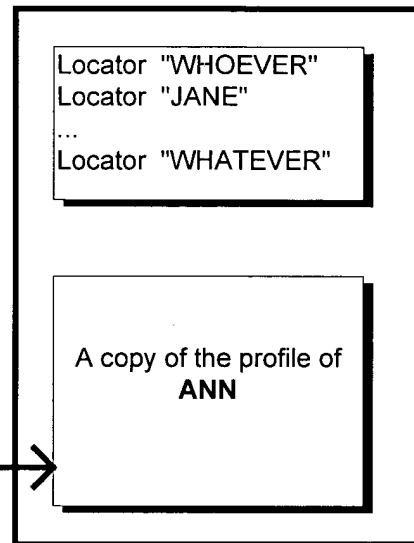 Locator "WHOEVER"
Locator "JANE"
...
Locator "WHATEVER"
A copy of the profile of
ANN